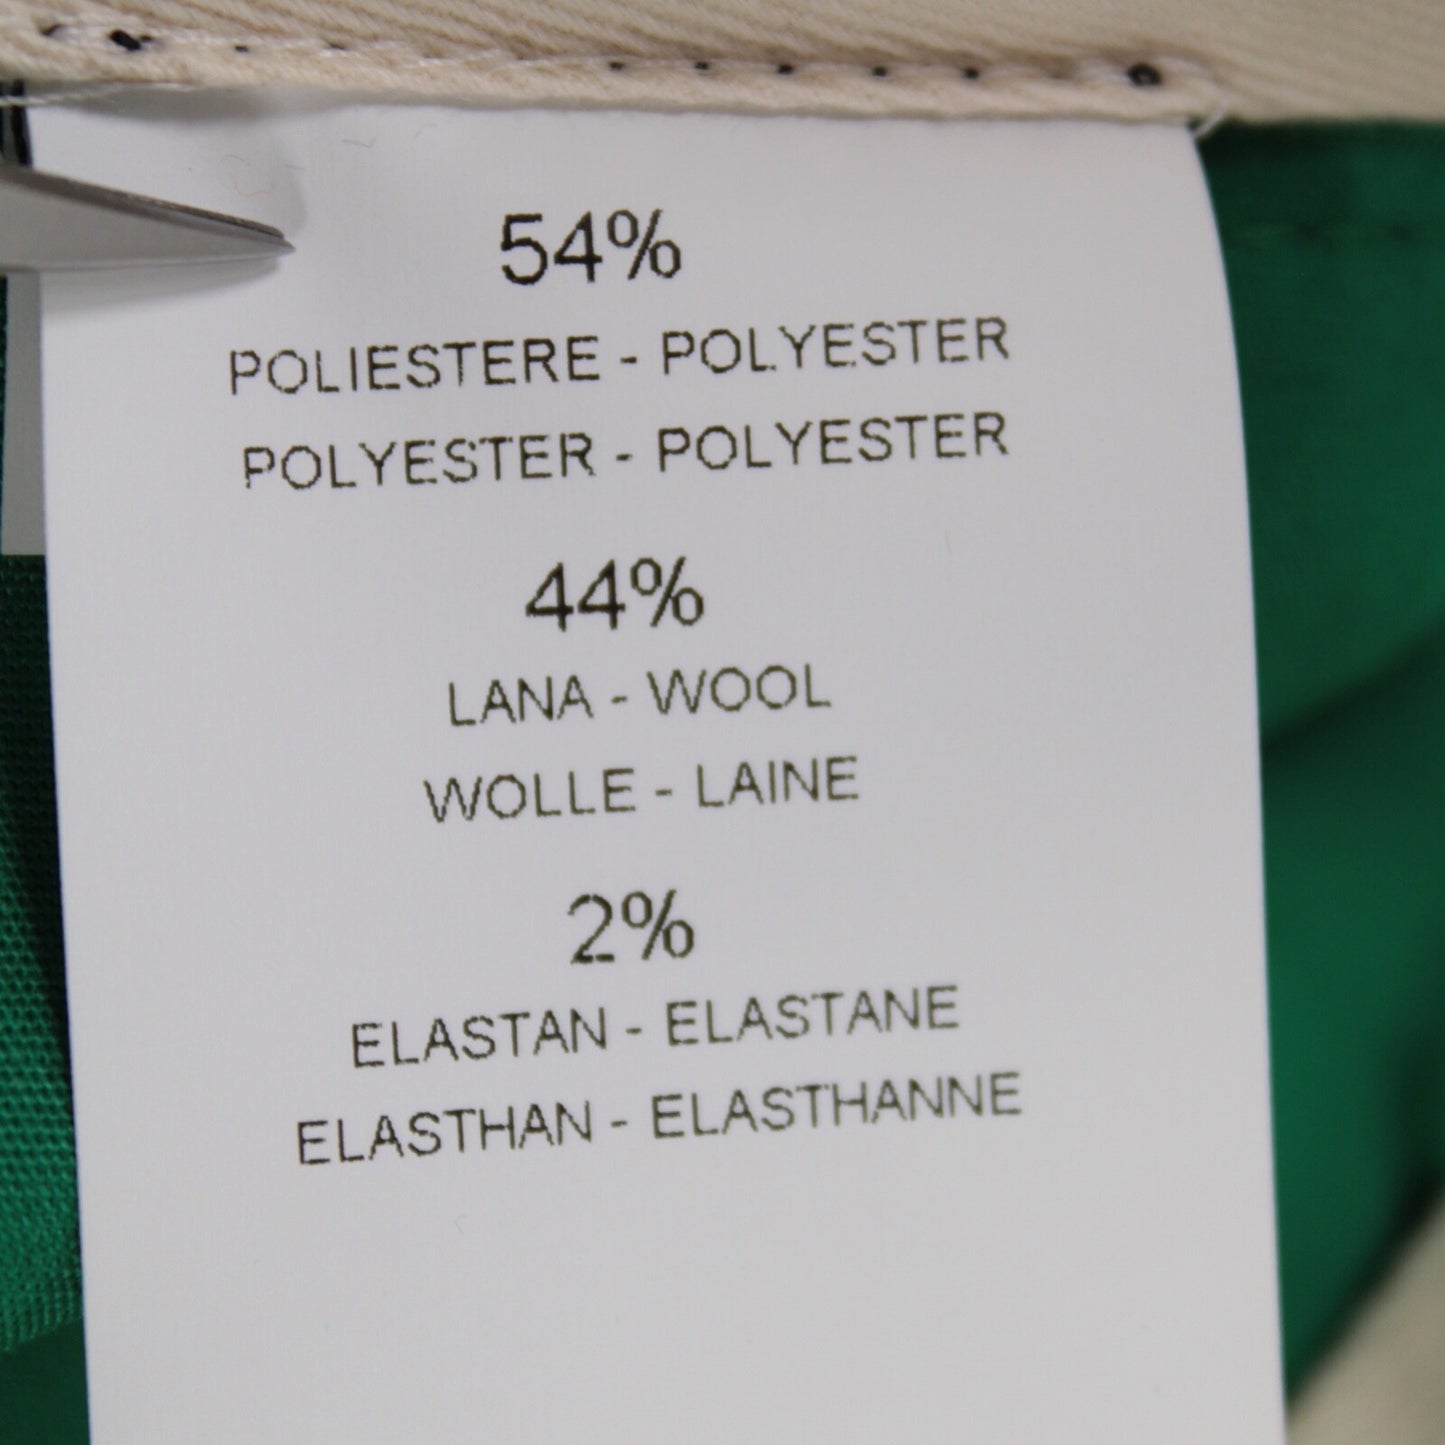 54%
POLIESTERE - POLYESTER
POLYESTER - POLYESTER
44%
LANA - WOOL
WOLLE - LAINE
2%
ELASTAN - ELASTANE
ELASTHAN - ELASTHANNE